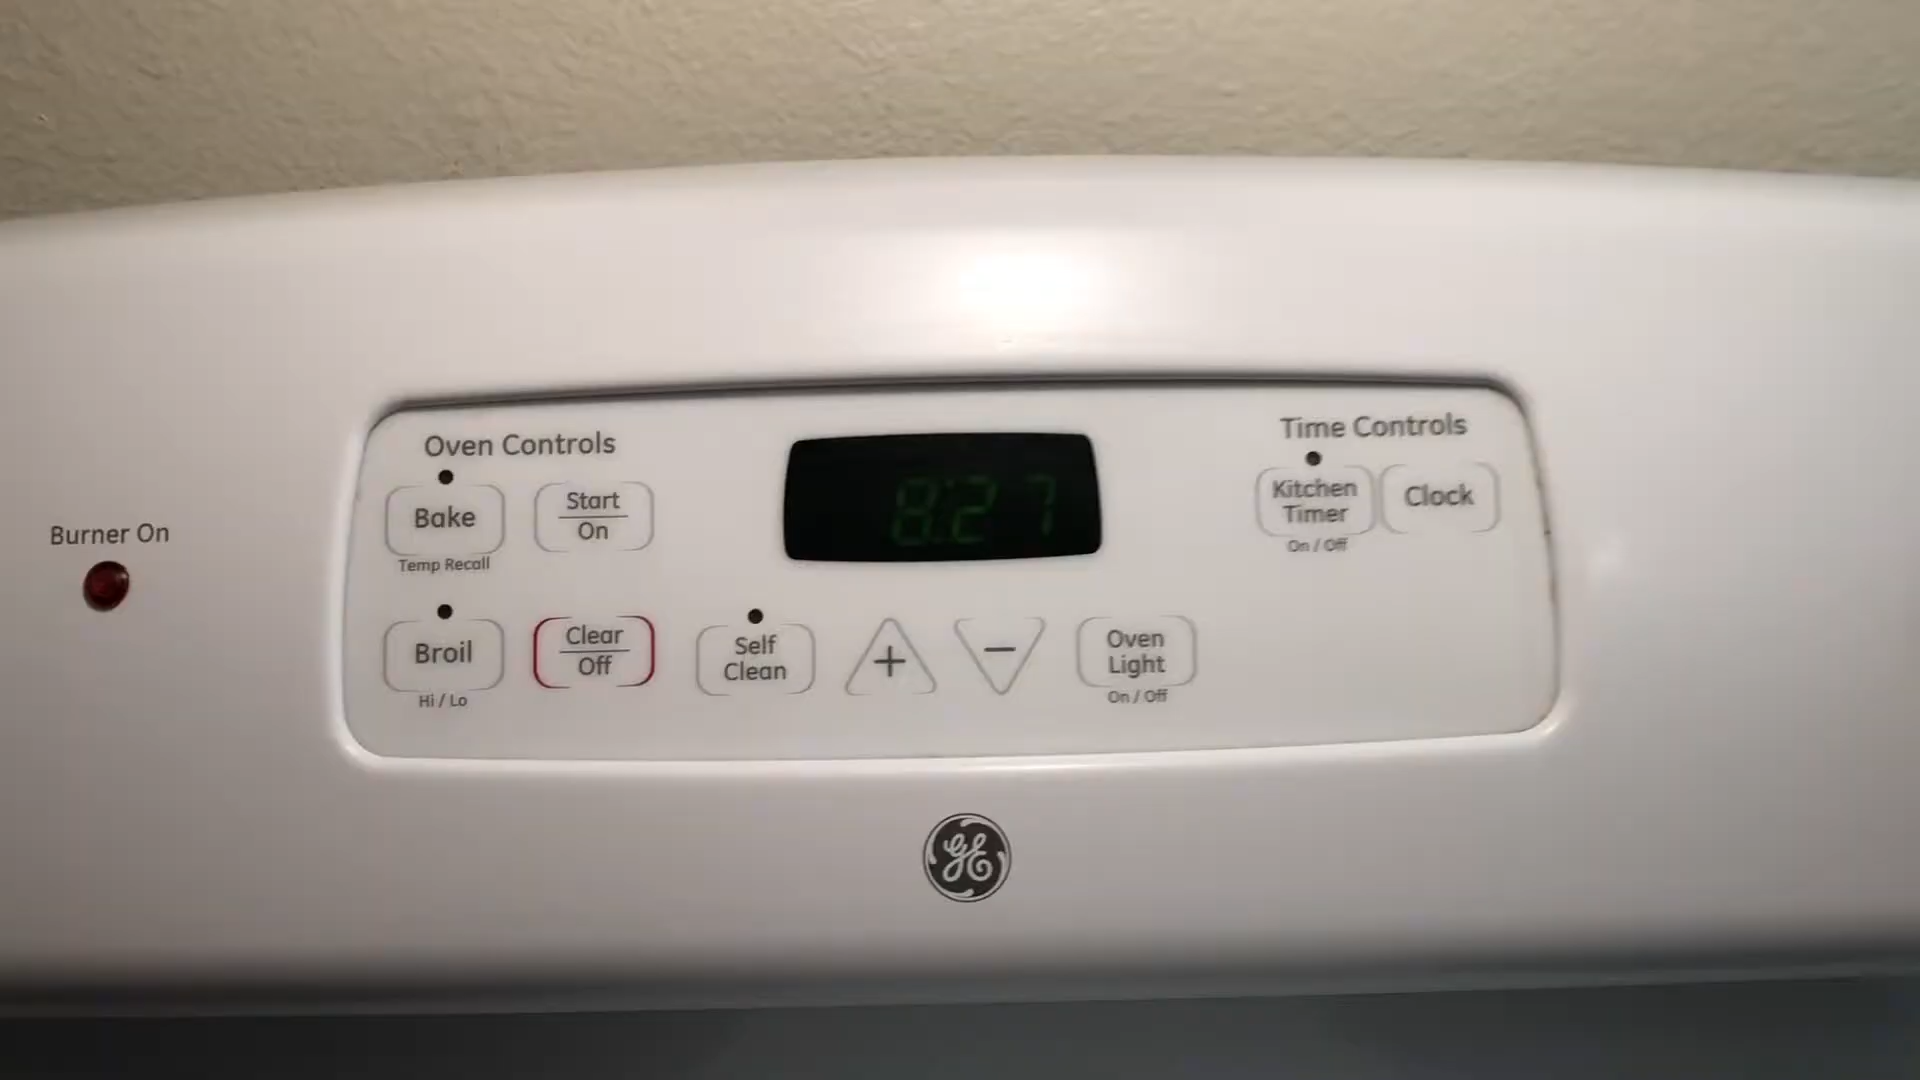 Oven Controls
Bake
Temp Recall
Start
On
Broil
Hi / Lo
Clear
Off
Self
Clean
+
−
Oven
Light
On / Off
8:27
Time Controls
Kitchen
Timer
On / Off
Clock
Burner On
GE